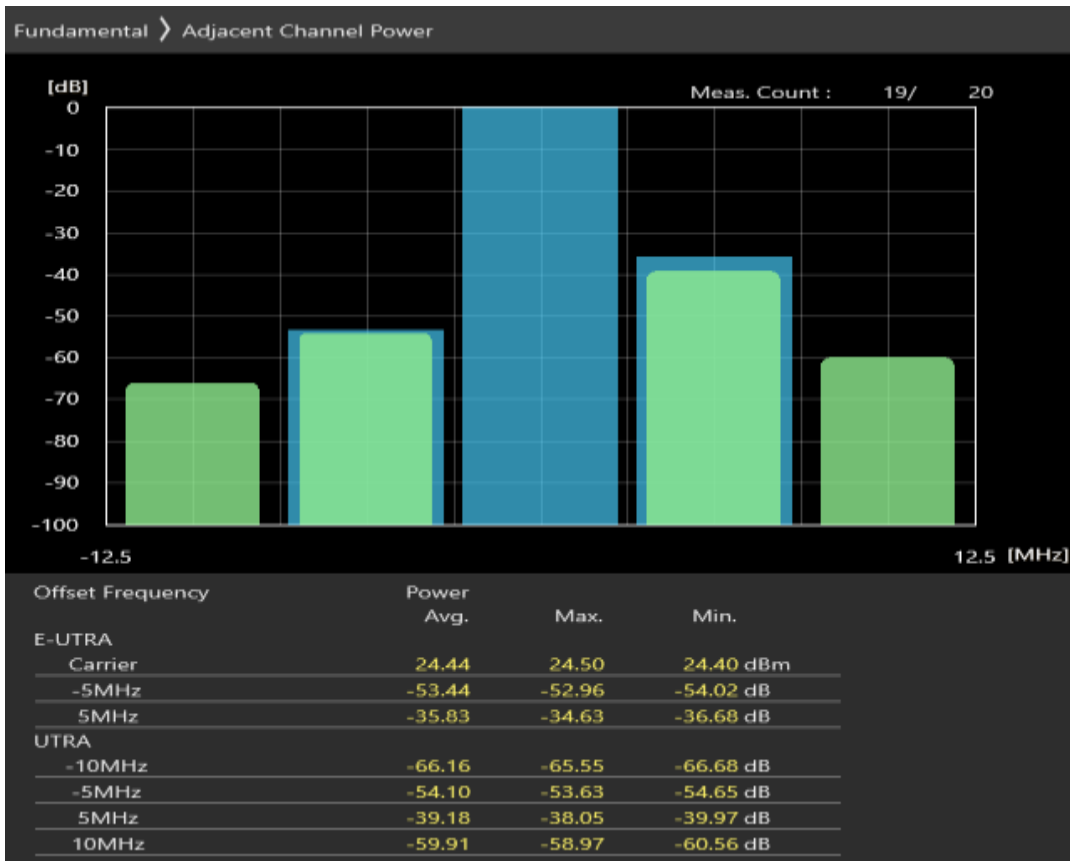 Fundamental ❯ Adjacent Channel Power
[dB]
Meas. Count : 19/ 20
0
-10
-20
-30
-40
-50
-60
-70
-80
-90
-100
-12.5 12.5 [MHz]
Offset Frequency Power
Avg. Max. Min.
E-UTRA
Carrier 24.44 24.50 24.40 dBm
-5MHz -53.44 -52.96 -54.02 dB
5MHz -35.83 -34.63 -36.68 dB
UTRA
-10MHz -66.16 -65.55 -66.68 dB
-5MHz -54.10 -53.63 -54.65 dB
5MHz -39.18 -38.05 -39.97 dB
10MHz -59.91 -58.97 -60.56 dB